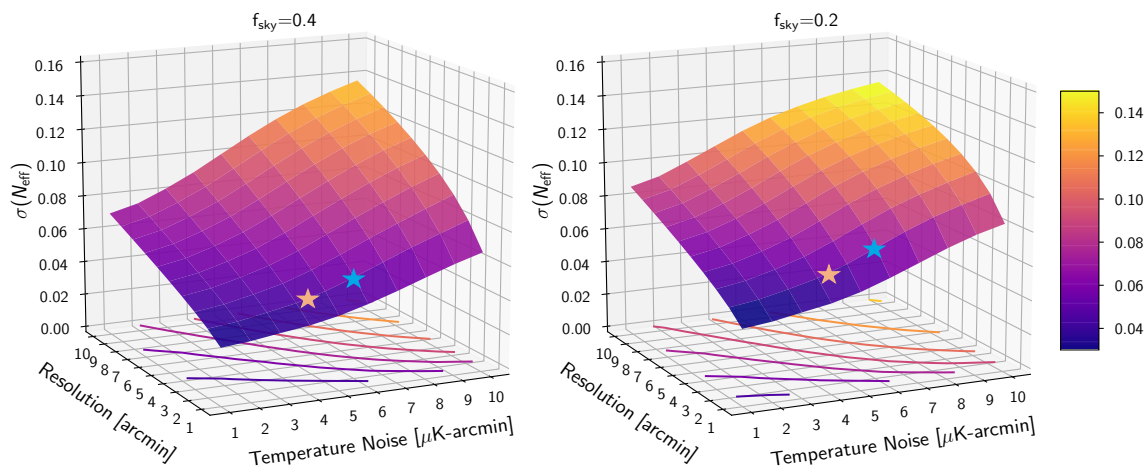 f_sky=0.4
0.16
0.14
0.12
0.10
0.08
0.06
0.04
0.02
0.00
σ(N_eff)
10 9 8 7 6 5 4 3 2 1
Resolution [arcmin]
1 2 3 4 5 6 7 8 9 10
Temperature Noise [μK-arcmin]
f_sky=0.2
0.16
0.14
0.12
0.10
0.08
0.06
0.04
0.02
0.00
σ(N_eff)
10 9 8 7 6 5 4 3 2 1
Resolution [arcmin]
1 2 3 4 5 6 7 8 9 10
Temperature Noise [μK-arcmin]
0.14
0.12
0.10
0.08
0.06
0.04